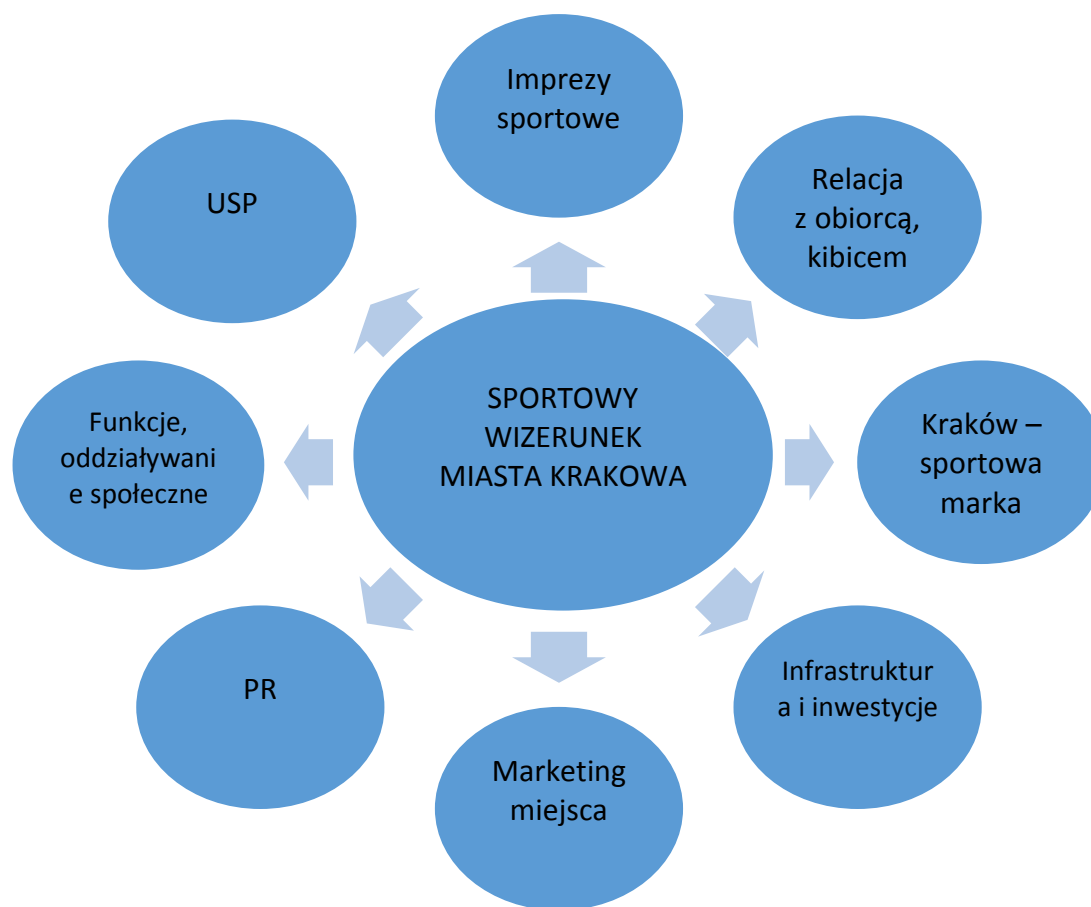 Imprezy
sportowe
Relacja
z obiorcą,
kibicem
USP
SPORTOWY
WIZERUNEK
MIASTA KRAKOWA
Funkcje,
oddziaływani
e społeczne
Kraków –
sportowa
marka
PR
Infrastruktur
a i inwestycje
Marketing
miejsca